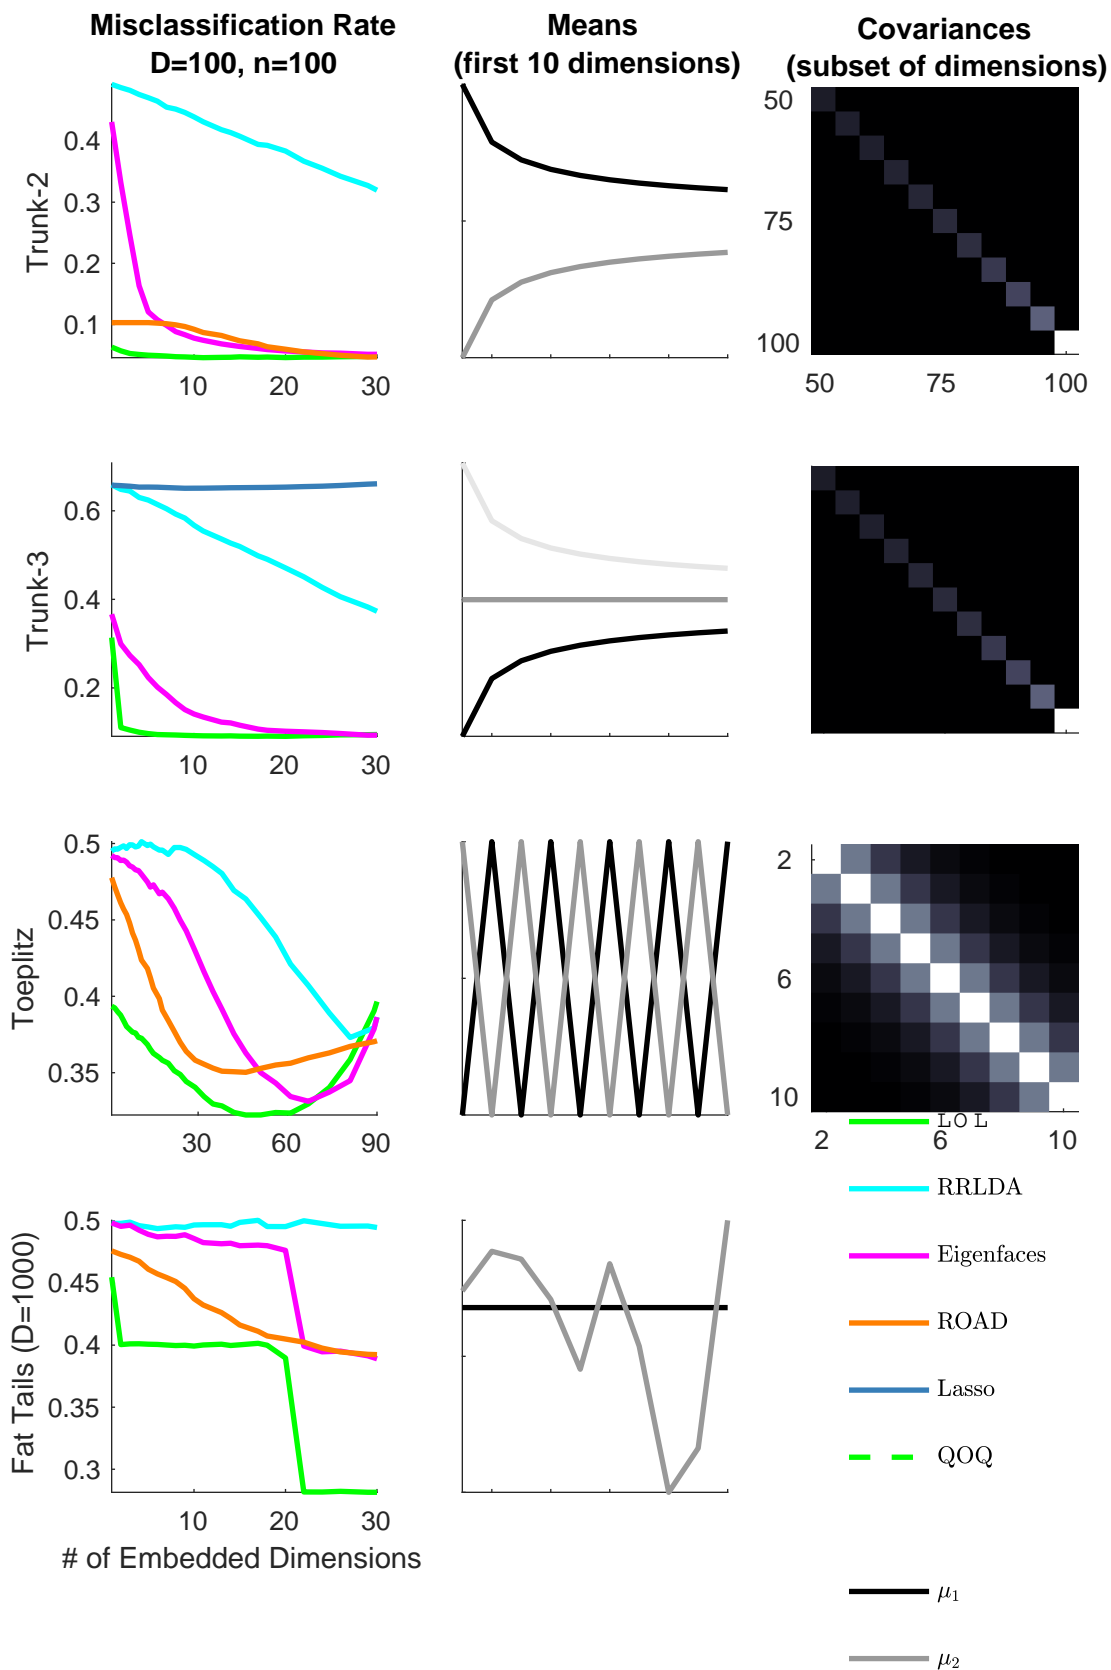 Misclassification Rate
D=100, n=100
Means
(first 10 dimensions)
Covariances
(subset of dimensions)
Trunk-2
0.4
0.3
0.2
0.1
10 20 30
50
75
100
50 75 100
Trunk-3
0.6
0.4
0.2
10 20 30
Toeplitz
0.5
0.45
0.4
0.35
30 60 90
2
6
10
2 6 10
Fat Tails (D=1000)
0.5
0.45
0.4
0.35
0.3
10 20 30
# of Embedded Dimensions
LOL
RRLDA
Eigenfaces
ROAD
Lasso
QOQ
μ₁
μ₂